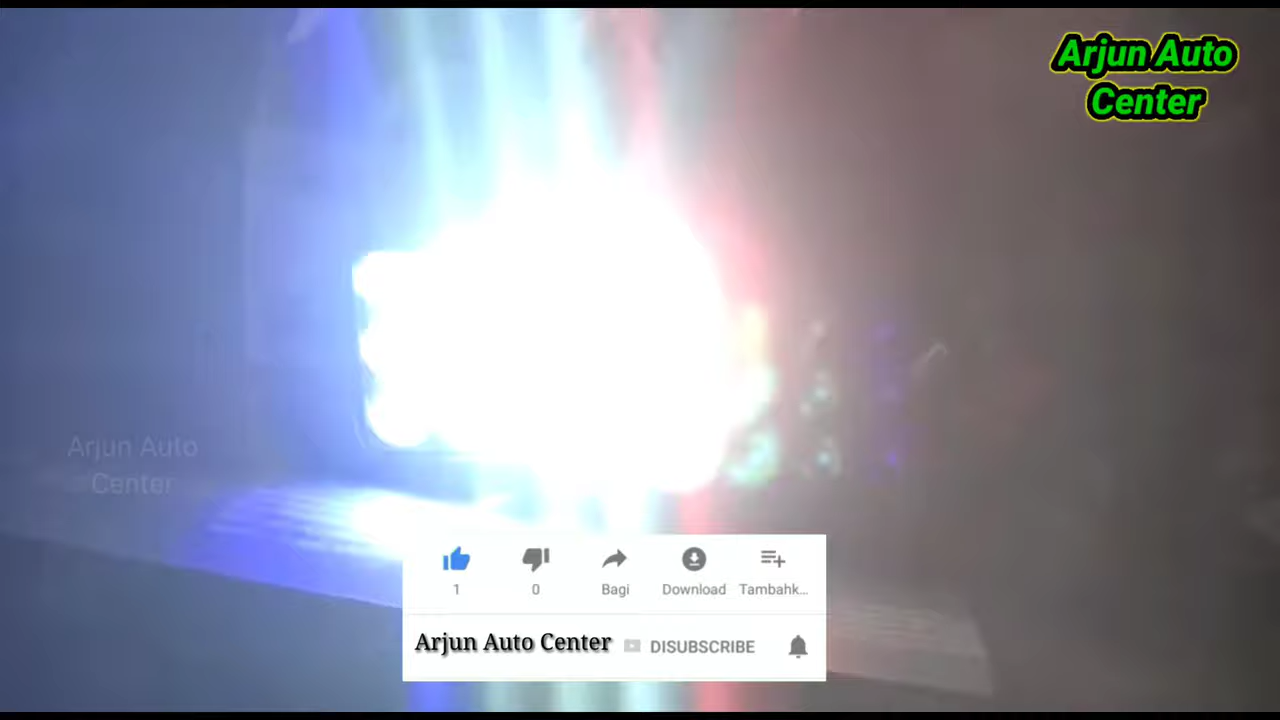 Arjun Auto
Center
Arjun Auto
Center
1
0
Bagi
Download
Tambahk...
Arjun Auto Center
DISUBSCRIBE